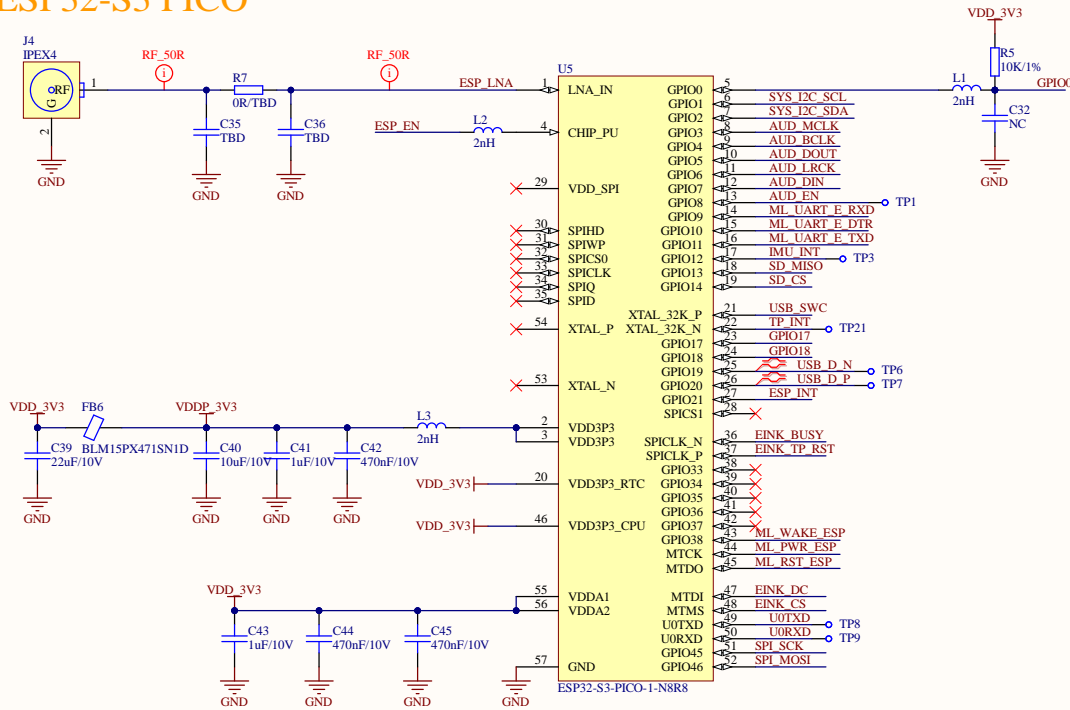 ESP32-S3 PICO
VDD_3V3
J4
IPEX4
RF_50R
RF_50R
R5
10K/1%
U5
RF
G
1
2
GND
R7
0R/TBD
C35
TBD
C36
TBD
GND
GND
ESP_LNA
1
LNA_IN
ESP_EN
L2
2nH
4
CHIP_PU
29
VDD_SPI
30
SPIHD
31
SPIWP
32
SPICS0
33
SPICLK
34
SPIQ
35
SPID
54
XTAL_P
53
XTAL_N
VDD_3V3
FB6
BLM15PX471SN1D
VDDP_3V3
L3
2nH
2
VDD3P3
3
VDD3P3
C39
22uF/10V
C40
10uF/10V
C41
1uF/10V
C42
470nF/10V
GND
GND
GND
GND
VDD_3V3
20
VDD3P3_RTC
VDD_3V3
46
VDD3P3_CPU
VDD_3V3
55
VDDA1
56
VDDA2
C43
1uF/10V
C44
470nF/10V
C45
470nF/10V
GND
GND
GND
57
GND
GND
ESP32-S3-PICO-1-N8R8
GPIO0
5
L1
2nH
GPIO0
C32
NC
GND
GPIO1
6
SYS_I2C_SCL
GPIO2
7
SYS_I2C_SDA
GPIO3
8
AUD_MCLK
GPIO4
9
AUD_BCLK
GPIO5
10
AUD_DOUT
GPIO6
11
AUD_LRCK
GPIO7
12
AUD_DIN
GPIO8
13
AUD_EN
TP1
GPIO9
14
ML_UART_E_RXD
GPIO10
15
ML_UART_E_DTR
GPIO11
16
ML_UART_E_TXD
GPIO12
17
IMU_INT
TP3
GPIO13
18
SD_MISO
GPIO14
19
SD_CS
XTAL_32K_P
21
USB_SWC
XTAL_32K_N
22
TP_INT
TP21
GPIO17
23
GPIO17
GPIO18
24
GPIO18
GPIO19
25
USB_D_N
TP6
GPIO20
26
USB_D_P
TP7
GPIO21
27
ESP_INT
SPICS1
28
SPICLK_N
36
EINK_BUSY
SPICLK_P
37
EINK_TP_RST
GPIO33
38
GPIO34
39
GPIO35
40
GPIO36
41
GPIO37
42
GPIO38
43
ML_WAKE_ESP
MTCK
44
ML_PWR_ESP
MTDO
45
ML_RST_ESP
MTDI
47
EINK_DC
MTMS
48
EINK_CS
U0TXD
49
U0TXD
TP8
U0RXD
50
U0RXD
TP9
GPIO45
51
SPI_SCK
GPIO46
52
SPI_MOSI